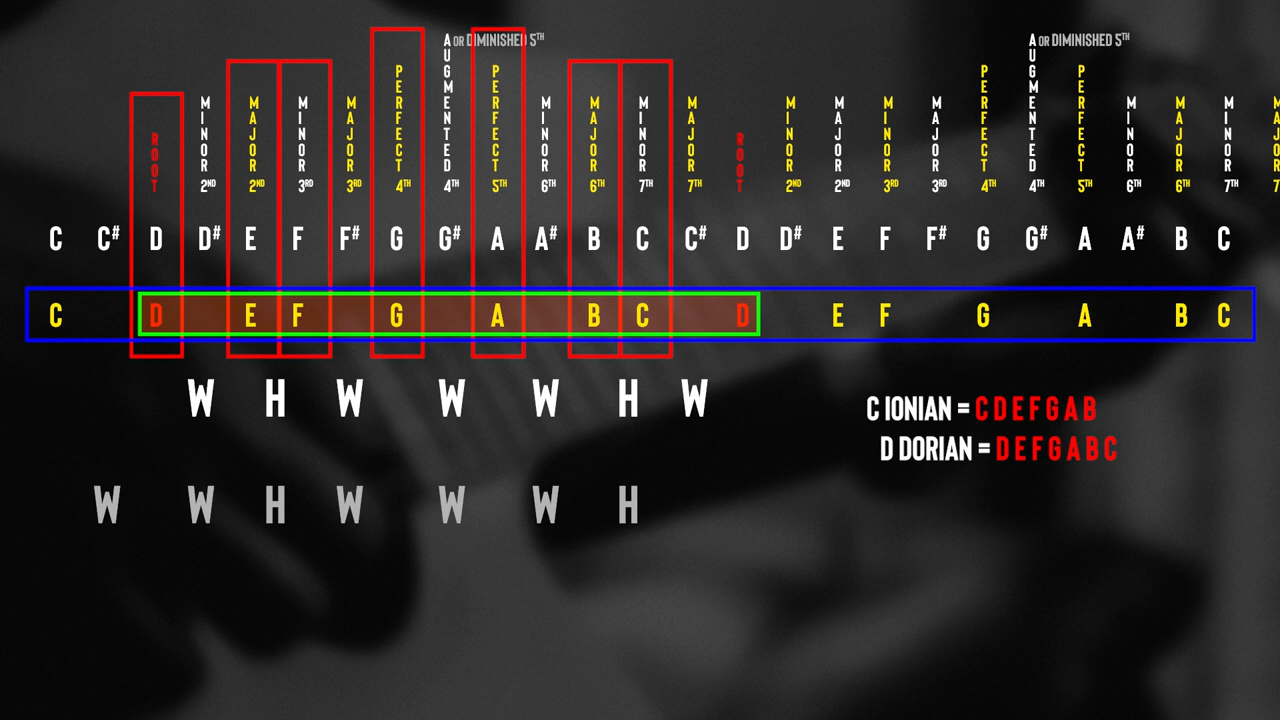 A OR DIMINISHED 5TH A OR DIMINISHED 5TH
ROOT MINOR 2ND MAJOR 2ND MINOR 3RD MAJOR 3RD PERFECT 4TH AUGMENTED 4TH PERFECT 5TH MINOR 6TH MAJOR 6TH MINOR 7TH MAJOR 7TH ROOT MINOR 2ND MAJOR 2ND MINOR 3RD MAJOR 3RD PERFECT 4TH AUGMENTED 4TH PERFECT 5TH MINOR 6TH MAJOR 6TH MINOR 7TH MAJOR 7
C C# D D# E F F# G G# A A# B C C# D D# E F F# G G# A A# B C
C D E F G A B C D E F G A B C
W H W W W H W
C IONIAN = C D E F G A B
D DORIAN = D E F G A B C
W W H W W W H